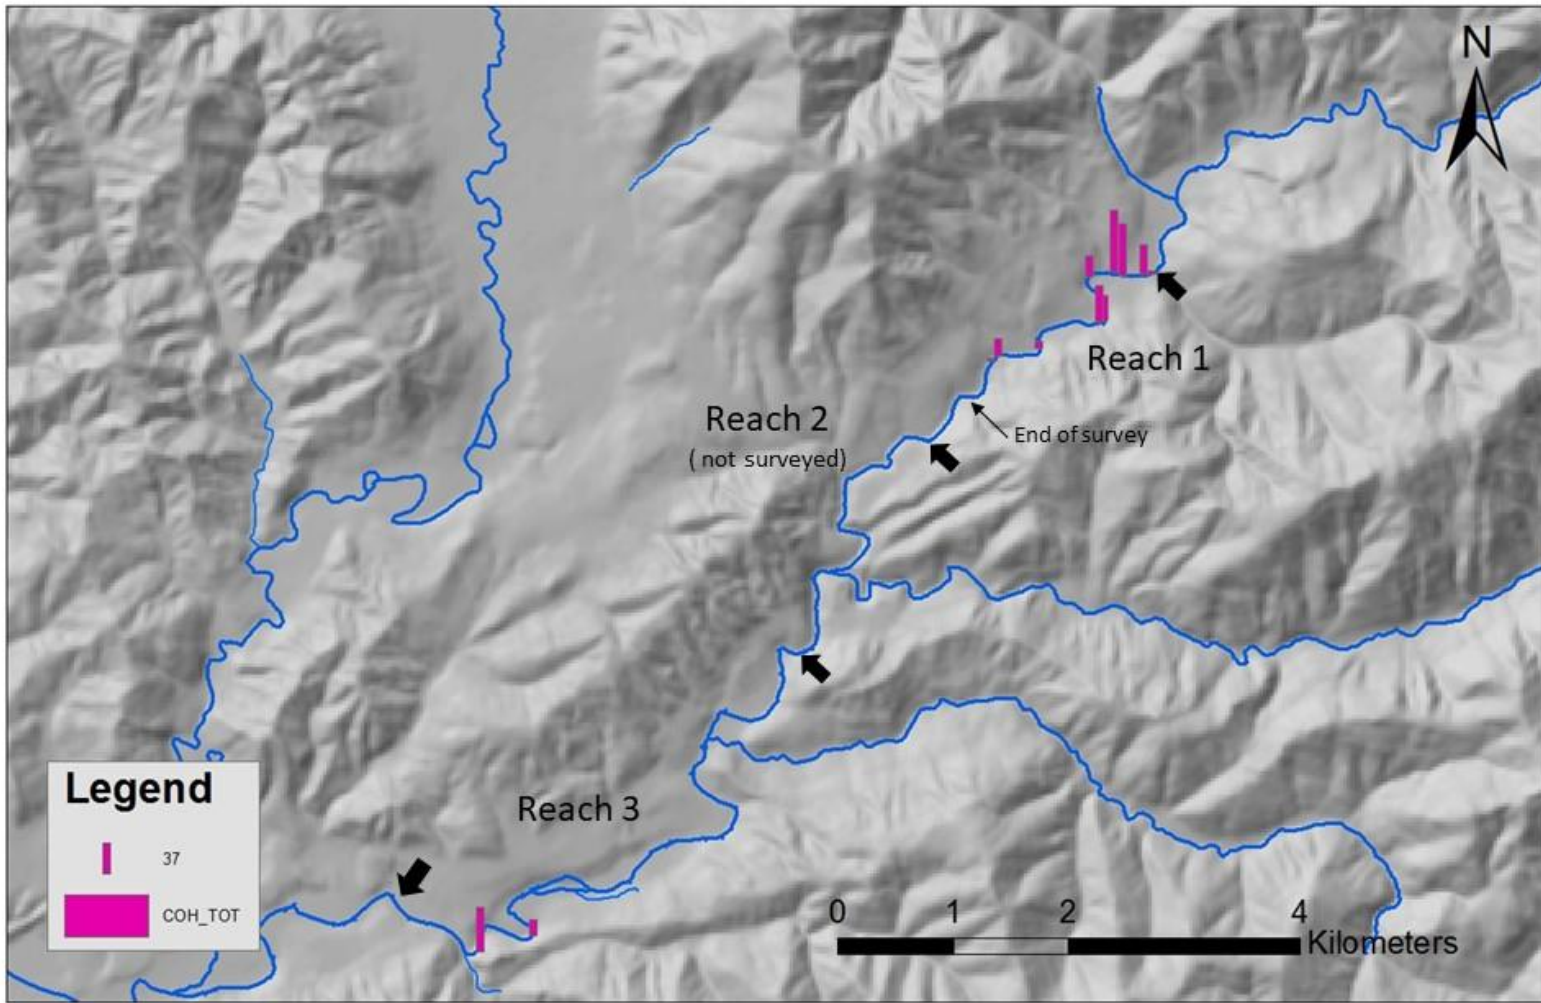 N
Reach 1
Reach 2
( not surveyed)
End of survey
Reach 3
Legend
37
COH_TOT
0 1 2 4
Kilometers